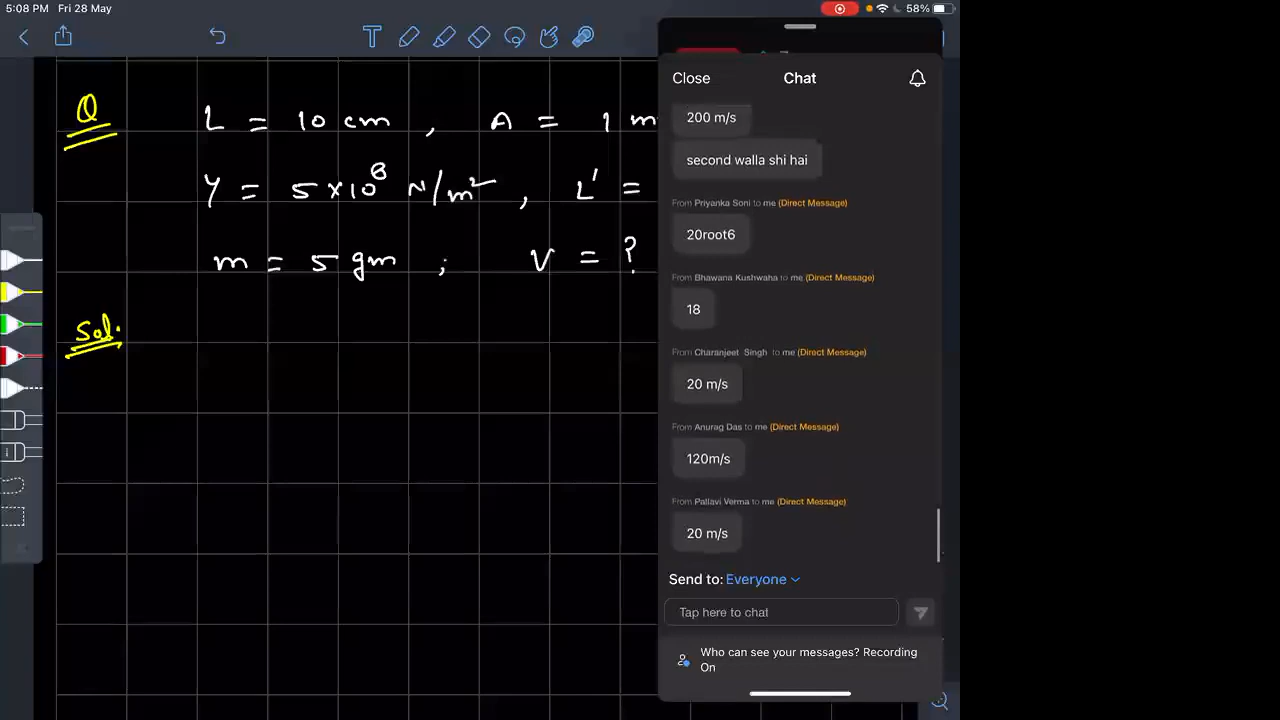 5:08 PM Fri 28 May
58%
T
Q L = 10 cm , A = 1 m
Y = 5×10⁸ N/m² , L' =
m = 5 gm ; V = ?
Sol.
Close Chat
200 m/s
second walla shi hai
From Priyanka Soni to me (Direct Message)
20root6
From Bhawana Kushwaha to me (Direct Message)
18
From Charanjeet Singh to me (Direct Message)
20 m/s
From Anurag Das to me (Direct Message)
120m/s
From Pallavi Verma to me (Direct Message)
20 m/s
Send to: Everyone
Tap here to chat
Who can see your messages? Recording
On